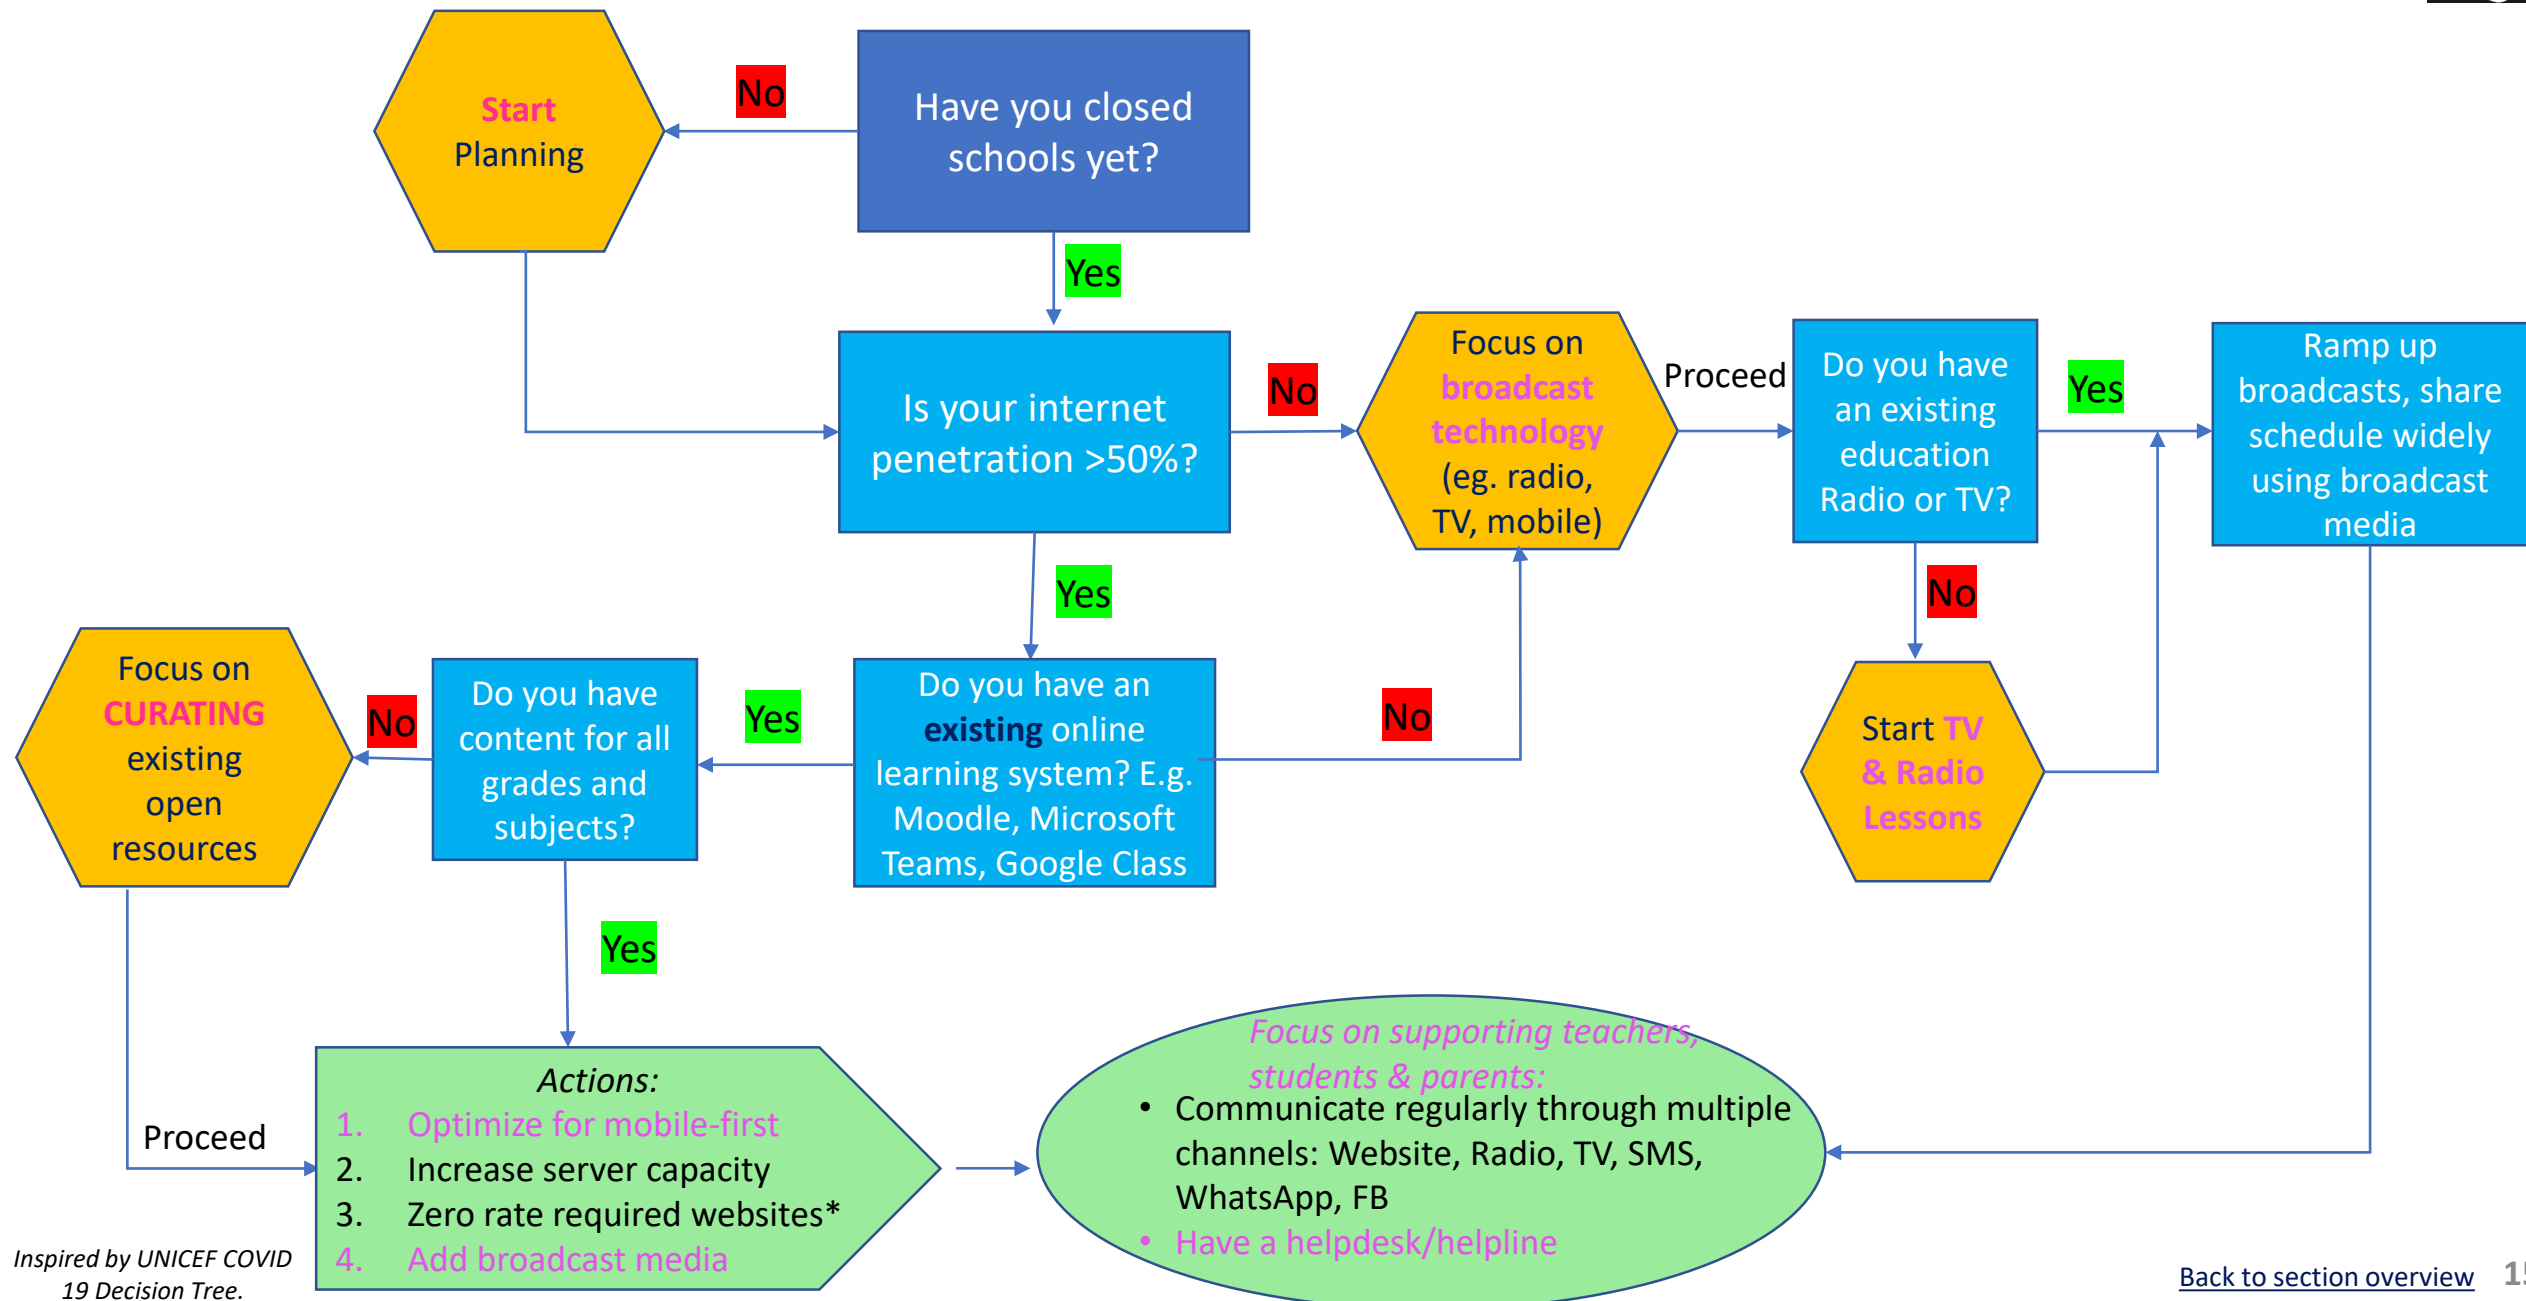 Start
Planning
No
Have you closed
schools yet?
Yes
Is your internet
penetration >50%?
No
Focus on
broadcast
technology
(eg. radio,
TV, mobile)
Proceed
Do you have
an existing
education
Radio or TV?
Yes
Ramp up
broadcasts, share
schedule widely
using broadcast
media
Yes
No
Focus on
CURATING
existing
open
resources
No
Do you have
content for all
grades and
subjects?
Yes
Do you have an
existing online
learning system? E.g.
Moodle, Microsoft
Teams, Google Class
No
Start TV
& Radio
Lessons
Yes
Proceed
Actions:
1. Optimize for mobile-first
2. Increase server capacity
3. Zero rate required websites*
4. Add broadcast media
Focus on supporting teachers,
students & parents:
• Communicate regularly through multiple
channels: Website, Radio, TV, SMS,
WhatsApp, FB
• Have a helpdesk/helpline
Inspired by UNICEF COVID
19 Decision Tree.
Back to section overview